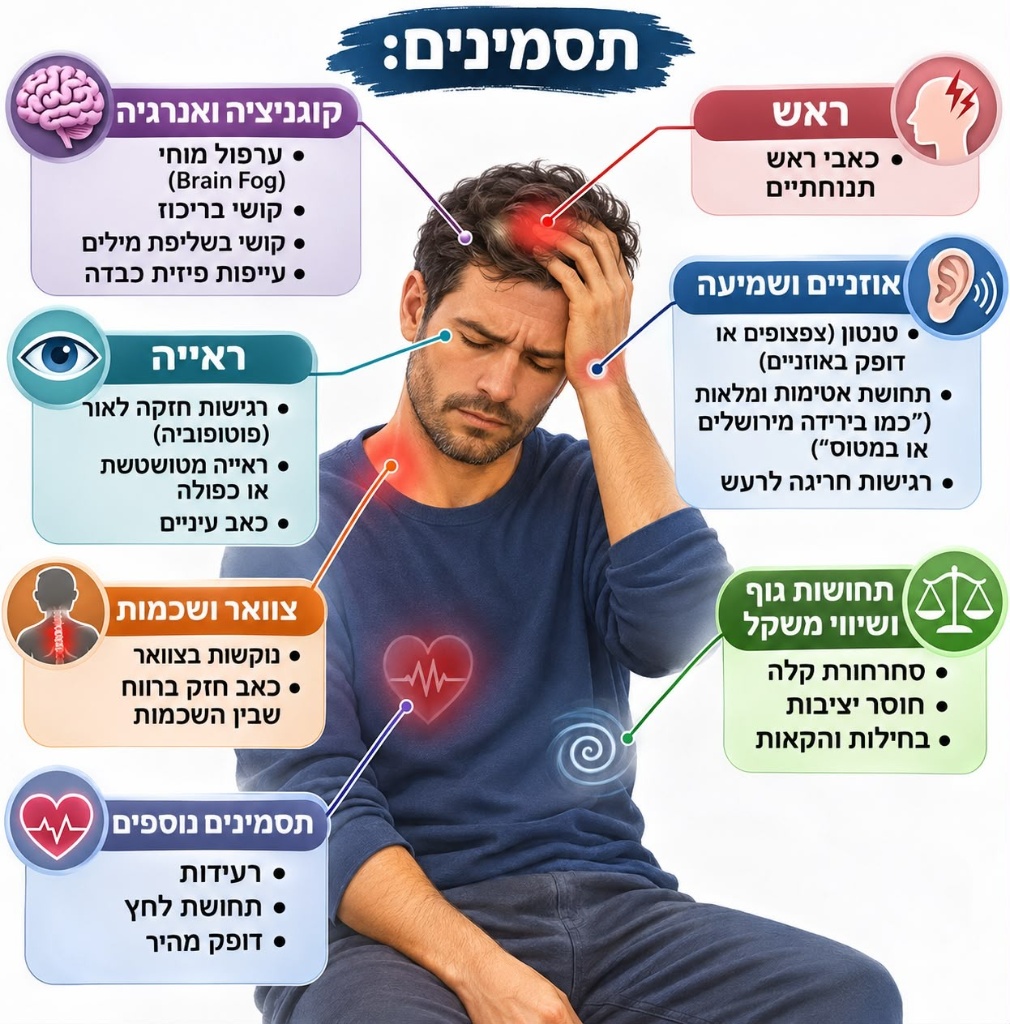 תסמינים:
ראש
• כאבי ראש
תנוחתיים
קוגניציה ואנרגיה
• ערפול מוחי
(Brain Fog)
• קושי בריכוז
• קושי בשליפת מילים
• עייפות פיזית כבדה
אוזניים ושמיעה
• טנטון (צפצופים או
דופק באוזניים)
• תחושת אטימות ומלאות
("כמו בירידה מירושלים
או במטוס")
• רגישות חריגה לרעש
ראייה
• רגישות חזקה לאור
(פוטופוביה)
• ראייה מטושטשת
או כפולה
• כאב עיניים
תחושות גוף
ושיווי משקל
• סחרחורת קלה
• חוסר יציבות
• בחילות והקאות
צוואר ושכמות
• נוקשות בצוואר
• כאב חזק ברווח
שבין השכמות
תסמינים נוספים
• רעידות
• תחושת לחץ
• דופק מהיר